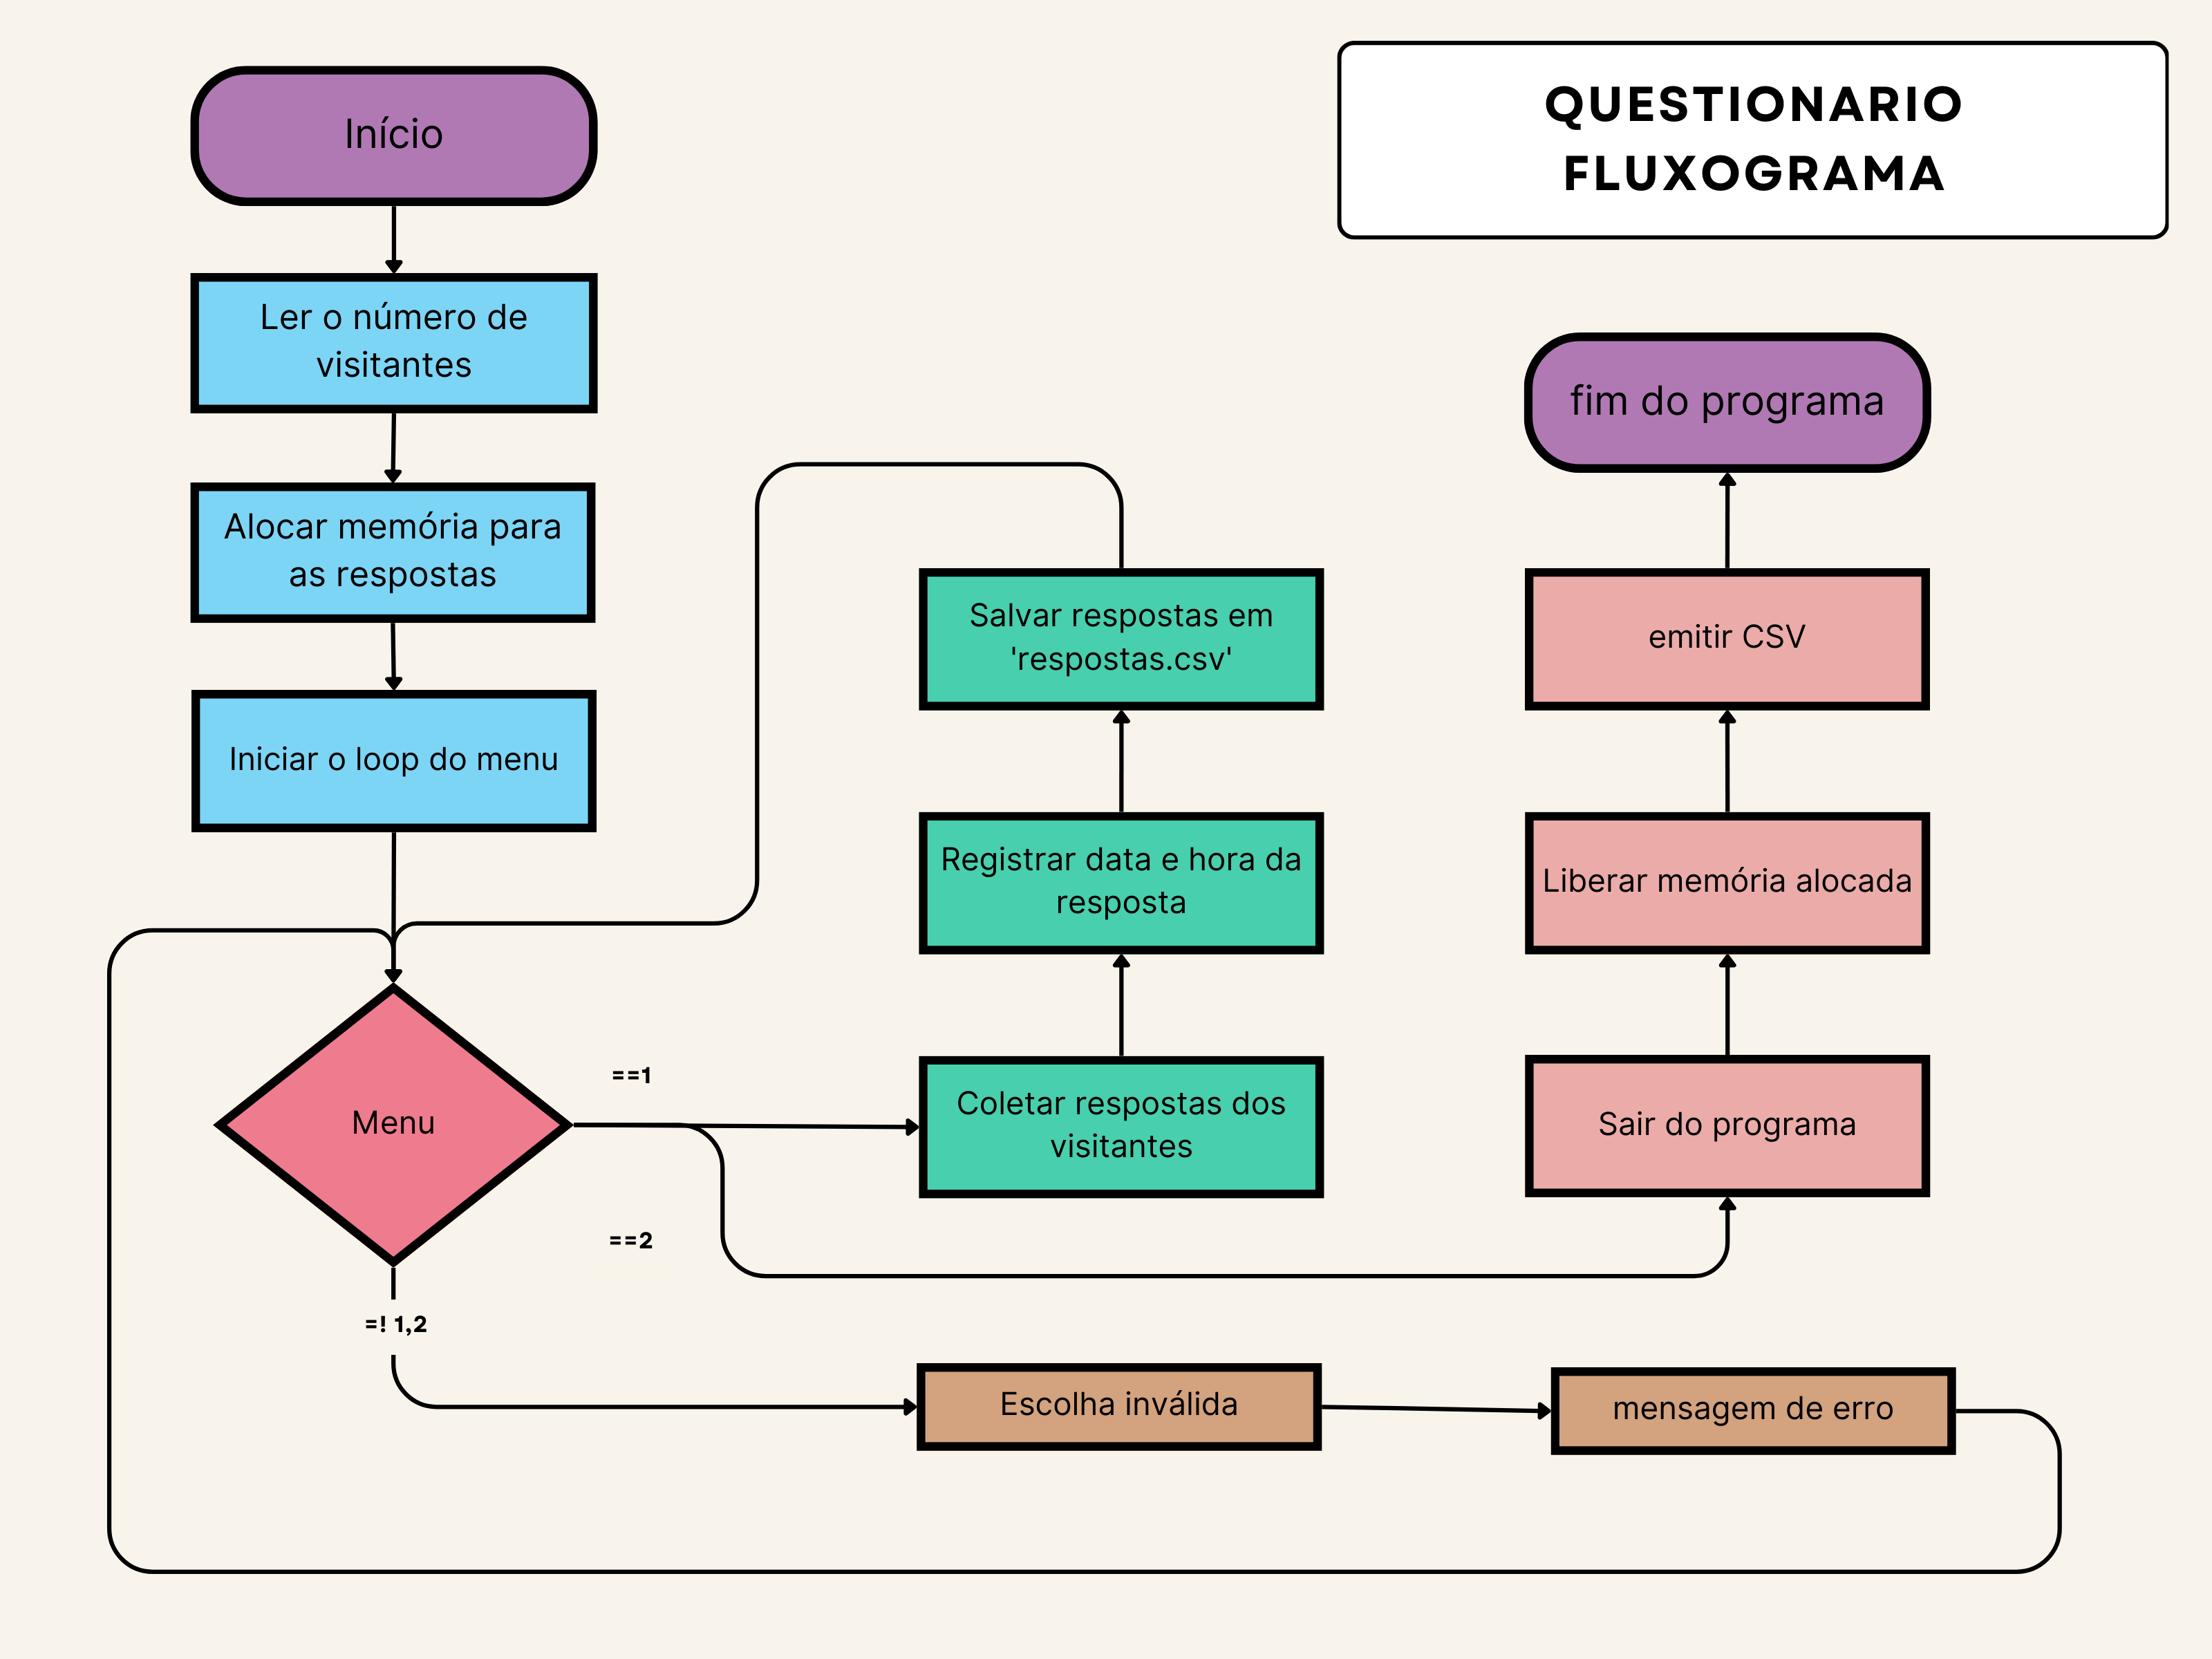 QUESTIONARIO
FLUXOGRAMA
Início
Ler o número de
visitantes
Alocar memória para
as respostas
Iniciar o loop do menu
Menu
==1
==2
=! 1,2
Coletar respostas dos
visitantes
Registrar data e hora da
resposta
Salvar respostas em
'respostas.csv'
Sair do programa
Liberar memória alocada
emitir CSV
fim do programa
Escolha inválida
mensagem de erro